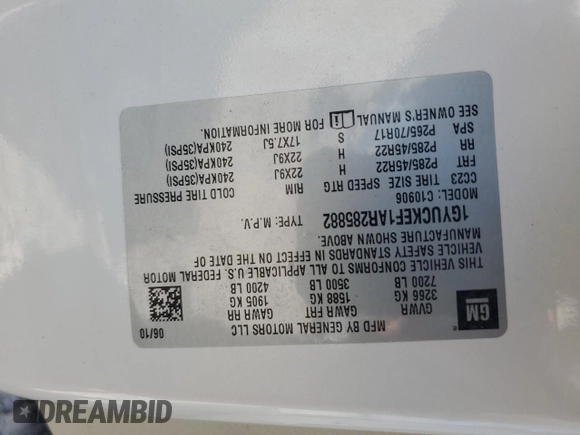 MFD BY GENERAL MOTORS LLC 06/10
GVWR GAWR FRT GAWR RR
3266 KG 1588 KG 1905 KG
7200 LB 3500 LB 4200 LB
THIS VEHICLE CONFORMS TO ALL APPLICABLE U.S. FEDERAL MOTOR
VEHICLE SAFETY STANDARDS IN EFFECT ON THE DATE OF
MANUFACTURE SHOWN ABOVE.
1GYUCKEF1AR285882 TYPE: M.P.V.
C10906
CC23 TIRE SIZE SPEED RTG RIM COLD TIRE PRESSURE
FRT P285/45R22 H 22X9J 240KPA(35PSI)
RR P285/45R22 H 22X9J 240KPA(35PSI)
SPA P265/70R17 S 17X7.5J 240KPA(35PSI)
SEE OWNER'S MANUAL FOR MORE INFORMATION.
GM
DREAMBID